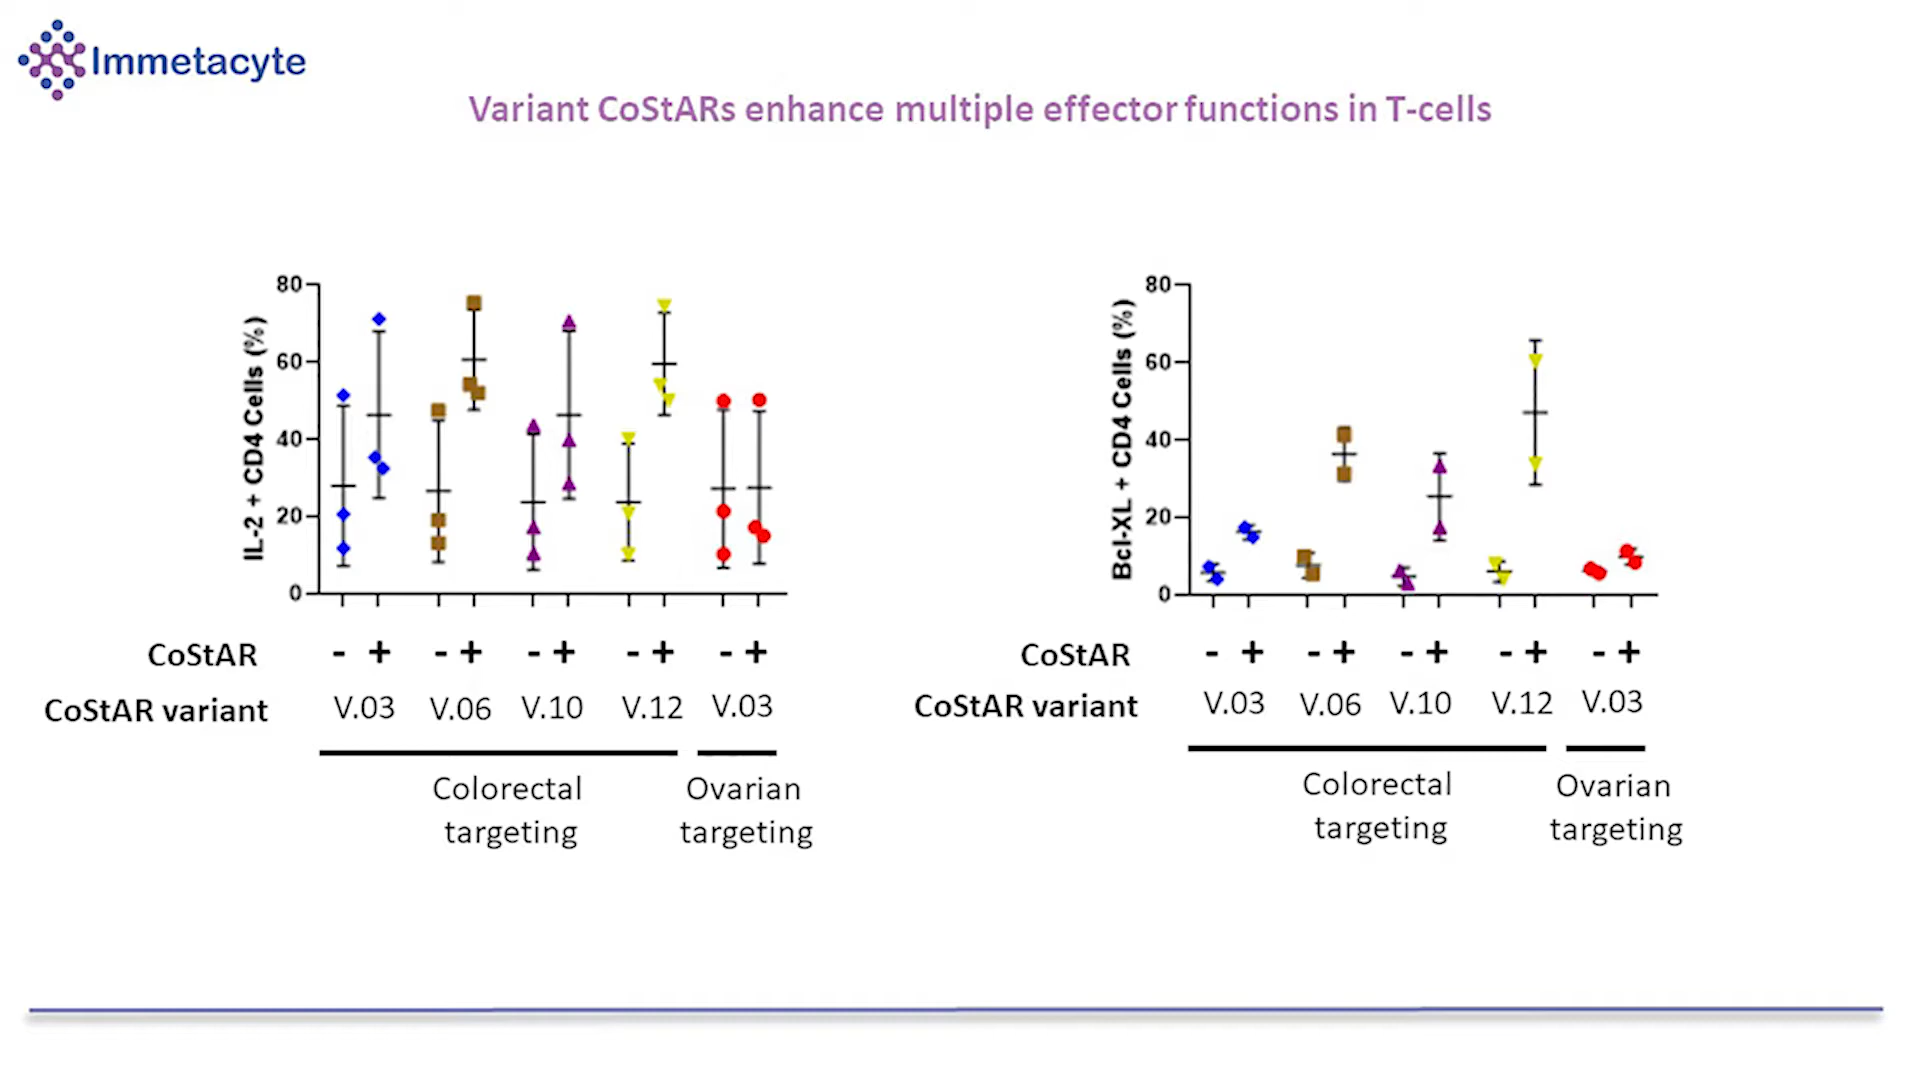 Immetacyte
Variant CoStARs enhance multiple effector functions in T-cells
IL-2 + CD4 Cells (%)
80
60
40
20
0
CoStAR - + - + - + - + - +
CoStAR variant V.03 V.06 V.10 V.12 V.03
Colorectal
targeting
Ovarian
targeting
Bcl-XL + CD4 Cells (%)
80
60
40
20
0
CoStAR - + - + - + - + - +
CoStAR variant V.03 V.06 V.10 V.12 V.03
Colorectal
targeting
Ovarian
targeting